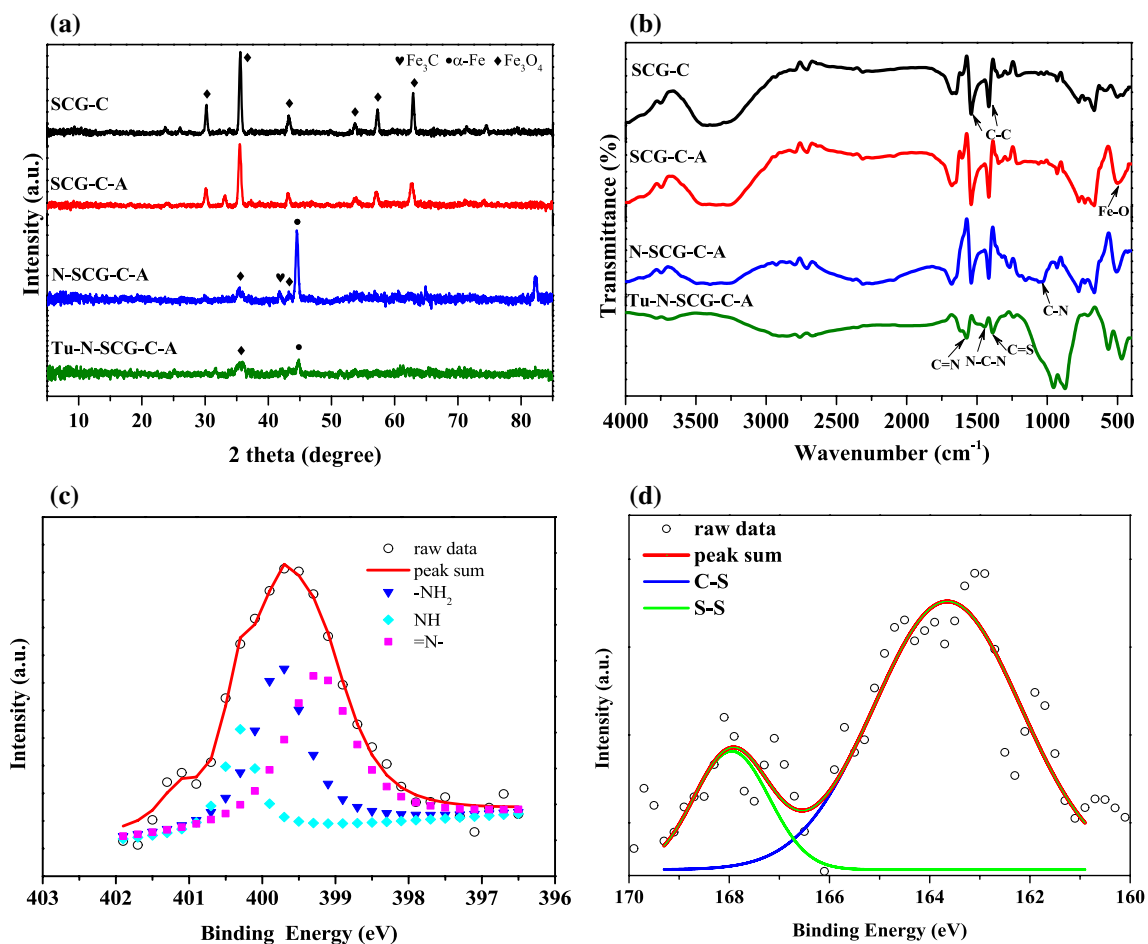 (a)
♥Fe3C ●α-Fe ♦Fe3O4
SCG-C
SCG-C-A
N-SCG-C-A
Tu-N-SCG-C-A
Intensity (a.u.)
10 20 30 40 50 60 70 80
2 theta (degree)
(b)
SCG-C
C-C
SCG-C-A
Fe-O
N-SCG-C-A
C-N
Tu-N-SCG-C-A
C=N N-C-N C=S
Transmittance (%)
4000 3500 3000 2500 2000 1500 1000 500
Wavenumber (cm-1)
(c)
raw data
peak sum
-NH2
NH
=N-
Intensity (a.u.)
403 402 401 400 399 398 397 396
Binding Energy (eV)
(d)
raw data
peak sum
C-S
S-S
Intensity (a.u.)
170 168 166 164 162 160
Binding Energy (eV)